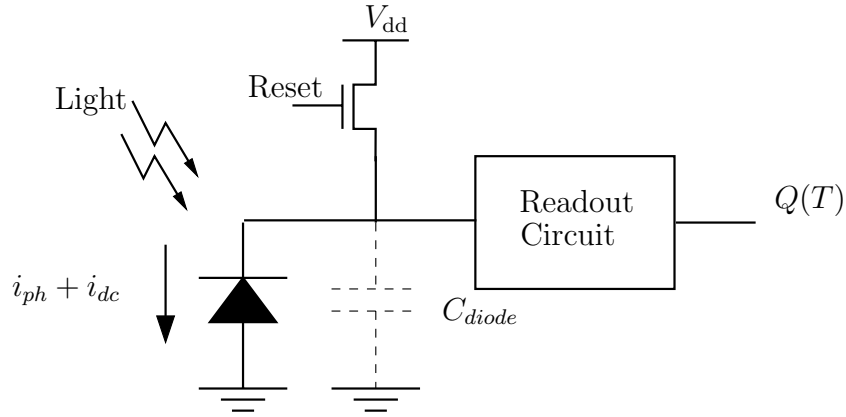 V_dd
Reset
Light
Readout
Circuit
Q(T)
i_ph + i_dc
C_diode